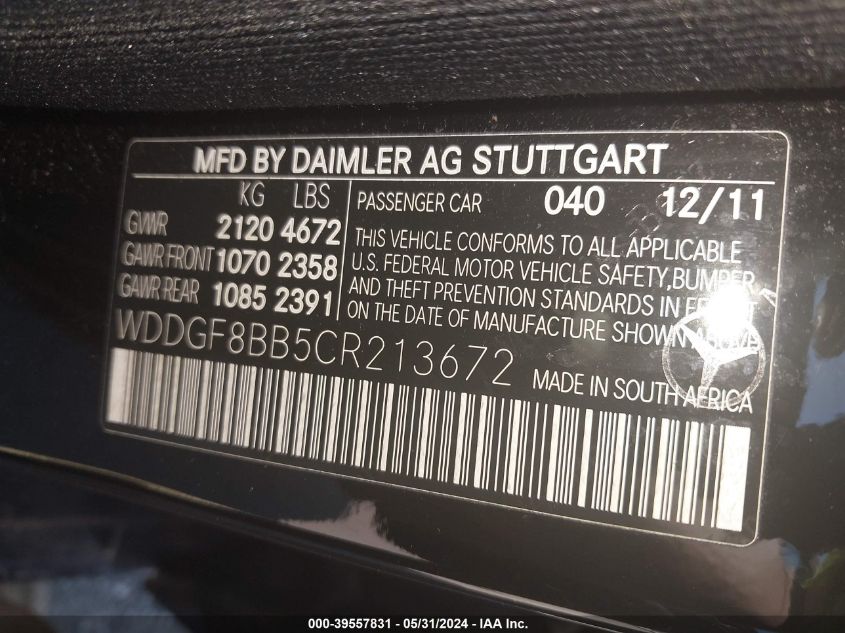 MFD BY DAIMLER AG STUTTGART
KG LBS
GVWR 2120 4672
GAWR FRONT 1070 2358
GAWR REAR 1085 2391
PASSENGER CAR 040 12/11
THIS VEHICLE CONFORMS TO ALL APPLICABLE
U.S. FEDERAL MOTOR VEHICLE SAFETY,BUMPER
AND THEFT PREVENTION STANDARDS IN EFFECT
ON THE DATE OF MANUFACTURE SHOWN ABOVE
WDDGF8BB5CR213672
MADE IN SOUTH AFRICA
000-39557831 - 05/31/2024 - IAA Inc.